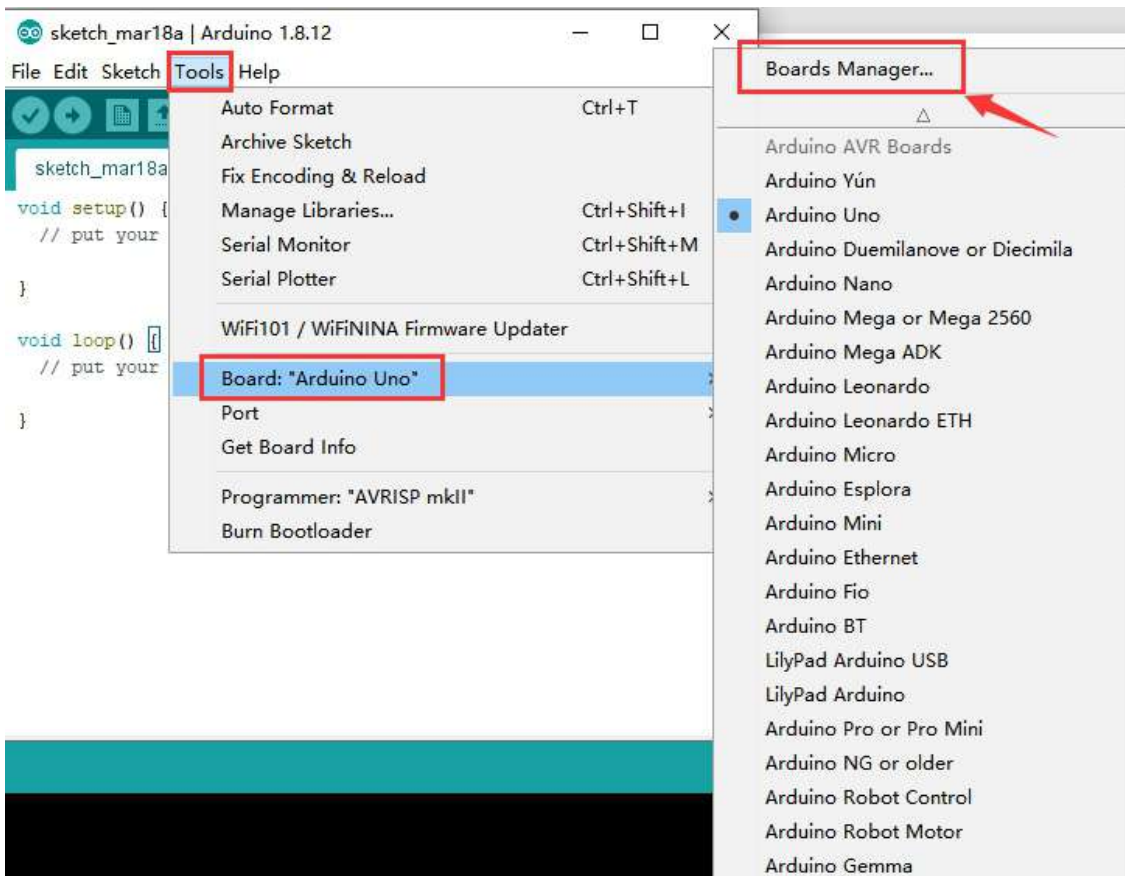 sketch_mar18a | Arduino 1.8.12
File Edit Sketch Tools Help
sketch_mar18a
void setup() {
// put your
}
void loop() {
// put your
}
Auto Format Ctrl+T
Archive Sketch
Fix Encoding & Reload
Manage Libraries... Ctrl+Shift+I
Serial Monitor Ctrl+Shift+M
Serial Plotter Ctrl+Shift+L
WiFi101 / WiFiNINA Firmware Updater
Board: "Arduino Uno"
Port
Get Board Info
Programmer: "AVRISP mkII"
Burn Bootloader
Boards Manager...
Arduino AVR Boards
Arduino Yún
Arduino Uno
Arduino Duemilanove or Diecimila
Arduino Nano
Arduino Mega or Mega 2560
Arduino Mega ADK
Arduino Leonardo
Arduino Leonardo ETH
Arduino Micro
Arduino Esplora
Arduino Mini
Arduino Ethernet
Arduino Fio
Arduino BT
LilyPad Arduino USB
LilyPad Arduino
Arduino Pro or Pro Mini
Arduino NG or older
Arduino Robot Control
Arduino Robot Motor
Arduino Gemma